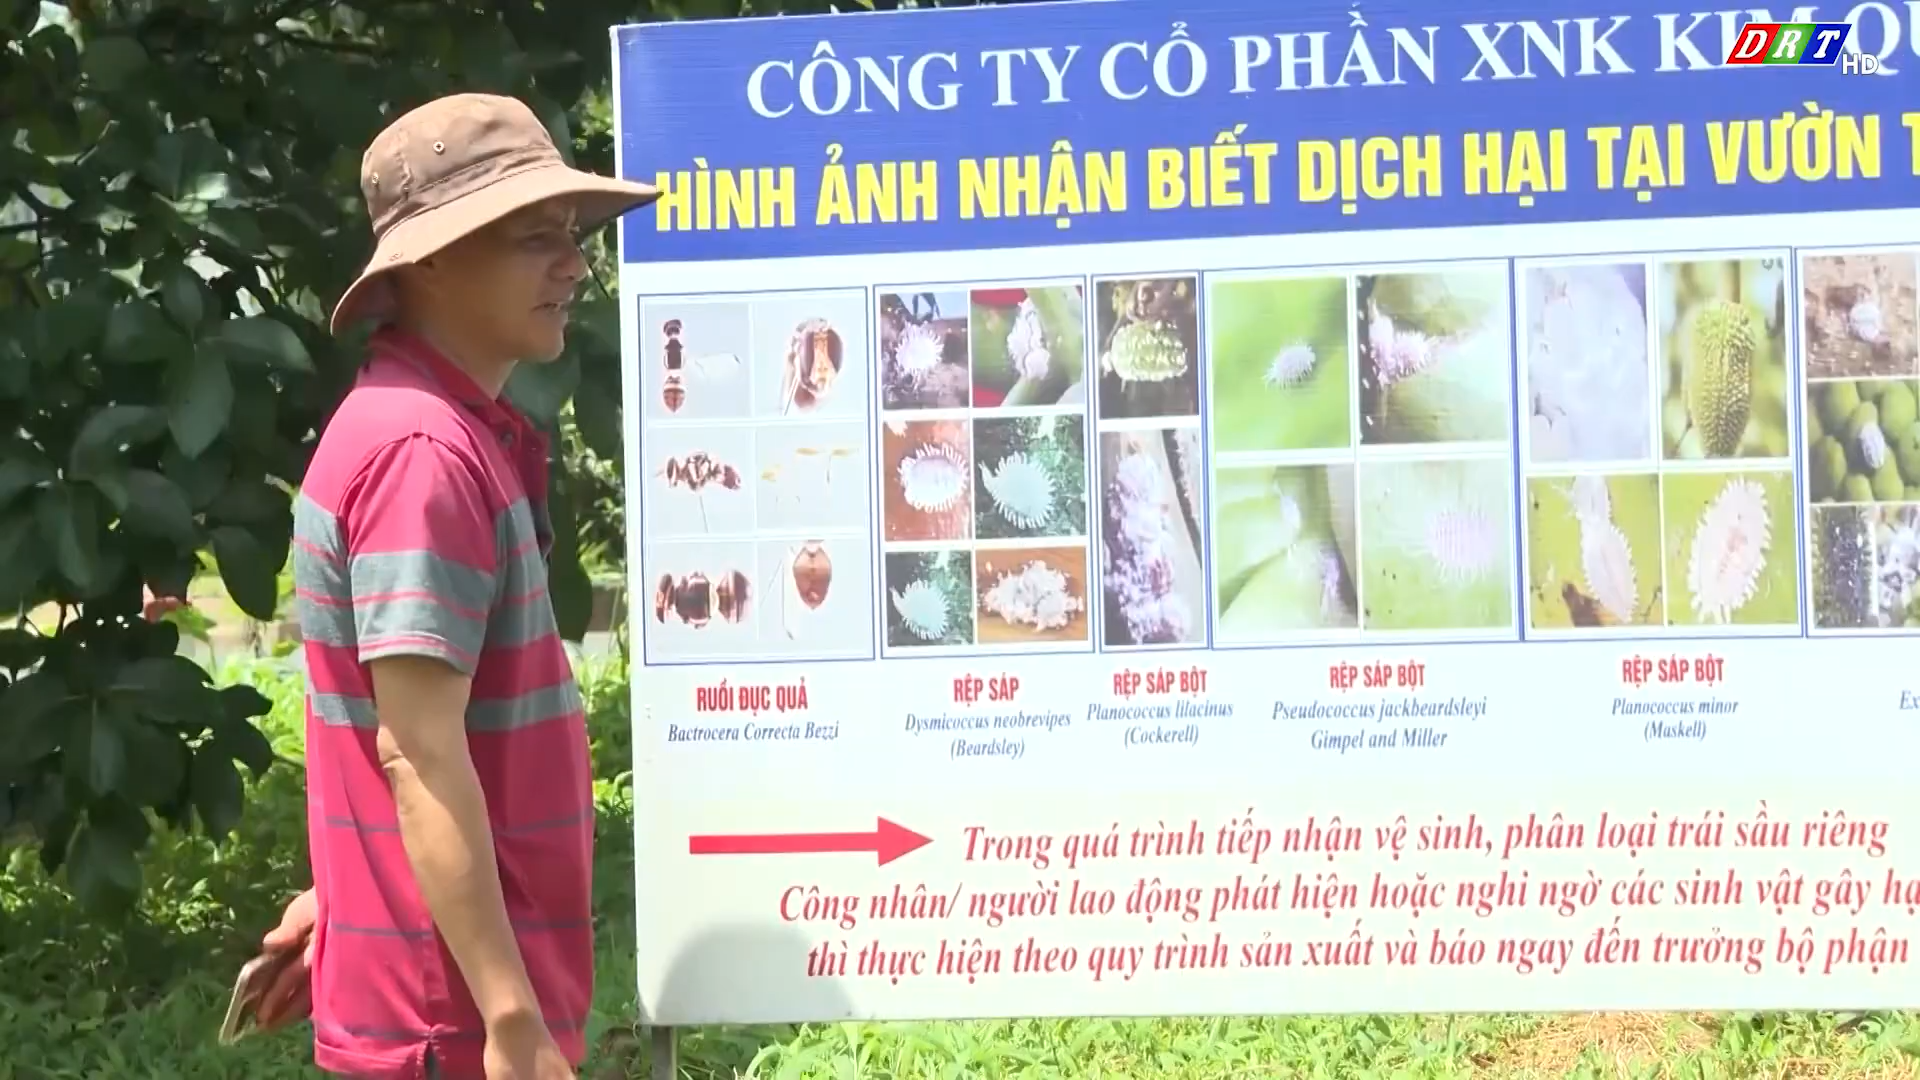 CÔNG TY CỔ PHẦN XNK
DRT
HD
HÌNH ẢNH NHẬN BIẾT DỊCH HẠI TẠI VƯỜN
RUỒI ĐỤC QUẢ
Bactrocera Correcta Bezzi
RỆP SÁP
Dysmicoccus neobrevipes
(Beardsley)
RỆP SÁP BỘT
Planococcus lilacinus
(Cockerell)
RỆP SÁP BỘT
Pseudococcus jackbeardsleyi
Gimpel and Miller
RỆP SÁP BỘT
Planococcus minor
(Maskell)
Trong quá trình tiếp nhận vệ sinh, phân loại trái sầu riêng
Công nhân/ người lao động phát hiện hoặc nghi ngờ các sinh vật gây
thì thực hiện theo quy trình sản xuất và báo ngay đến trưởng bộ phận